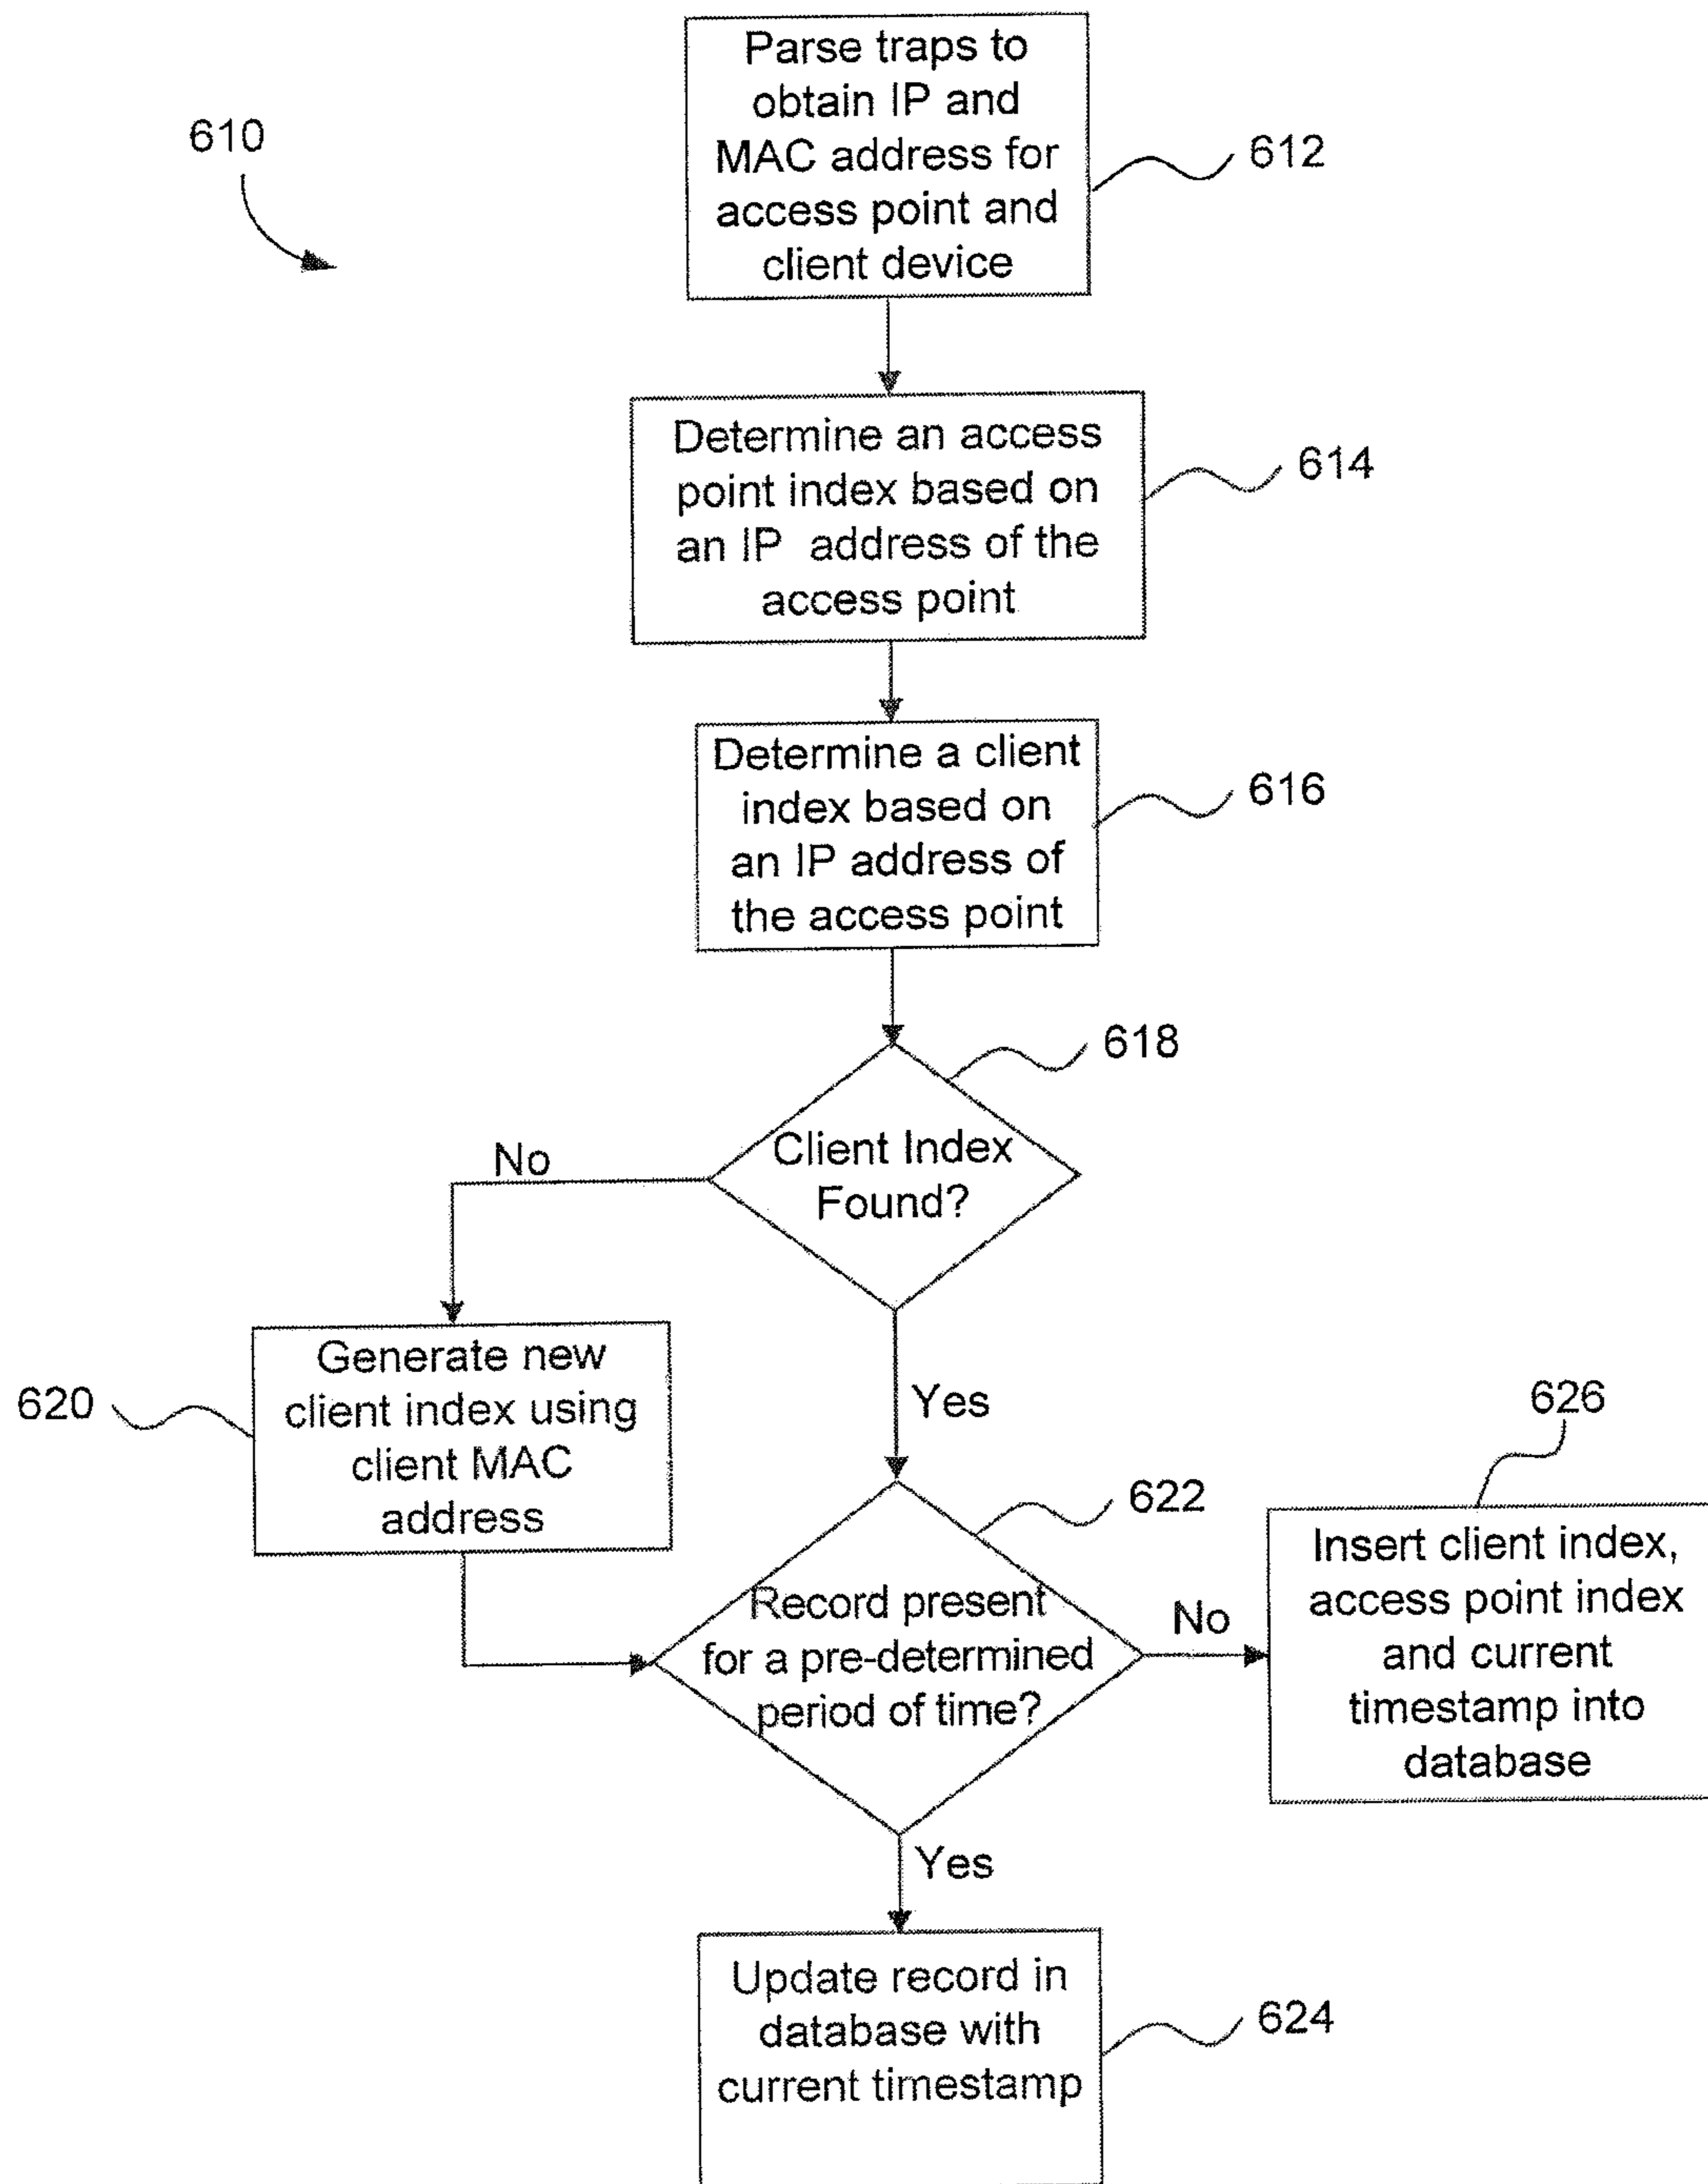 Parse traps to
obtain IP and
MAC address for
access point and
client device
610
612
Determine an access
point index based on
an IP address of the
access point
614
Determine a client
index based on
an IP address of
the access point
616
618
Client Index
Found?
No
Yes
Generate new
client index using
client MAC
address
620
622
Record present
for a pre-determined
period of time?
No
626
Insert client index,
access point index
and current
timestamp into
database
Yes
Update record in
database with
current timestamp
624